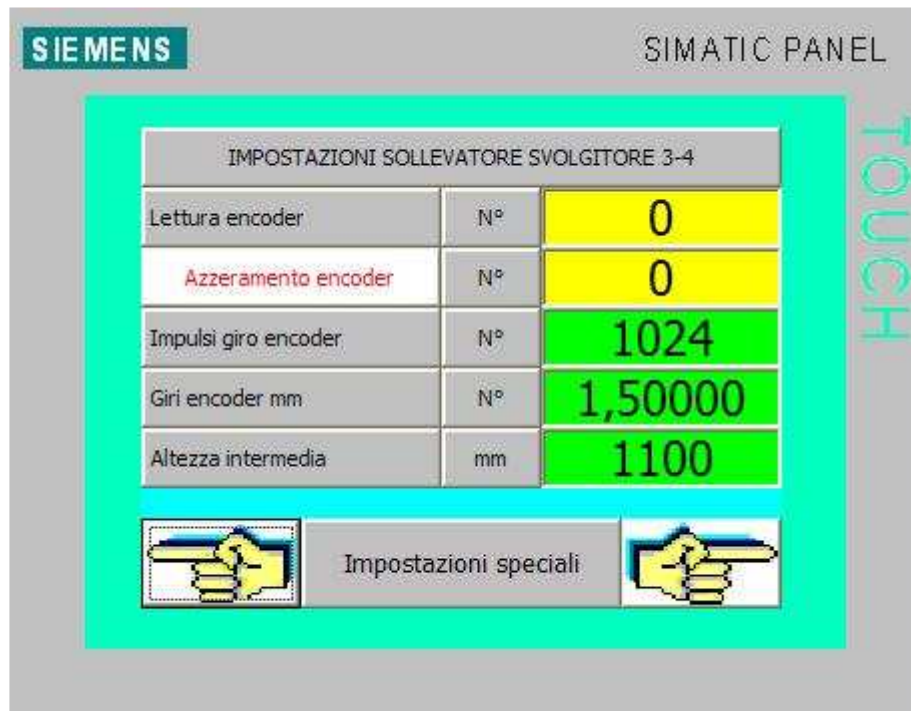 SIEMENS SIMATIC PANEL
TOUCH
IMPOSTAZIONI SOLLEVATORE SVOLGITORE 3-4
Lettura encoder N° 0
Azzeramento encoder N° 0
Impulsi giro encoder N° 1024
Giri encoder mm N° 1,50000
Altezza intermedia mm 1100
Impostazioni speciali